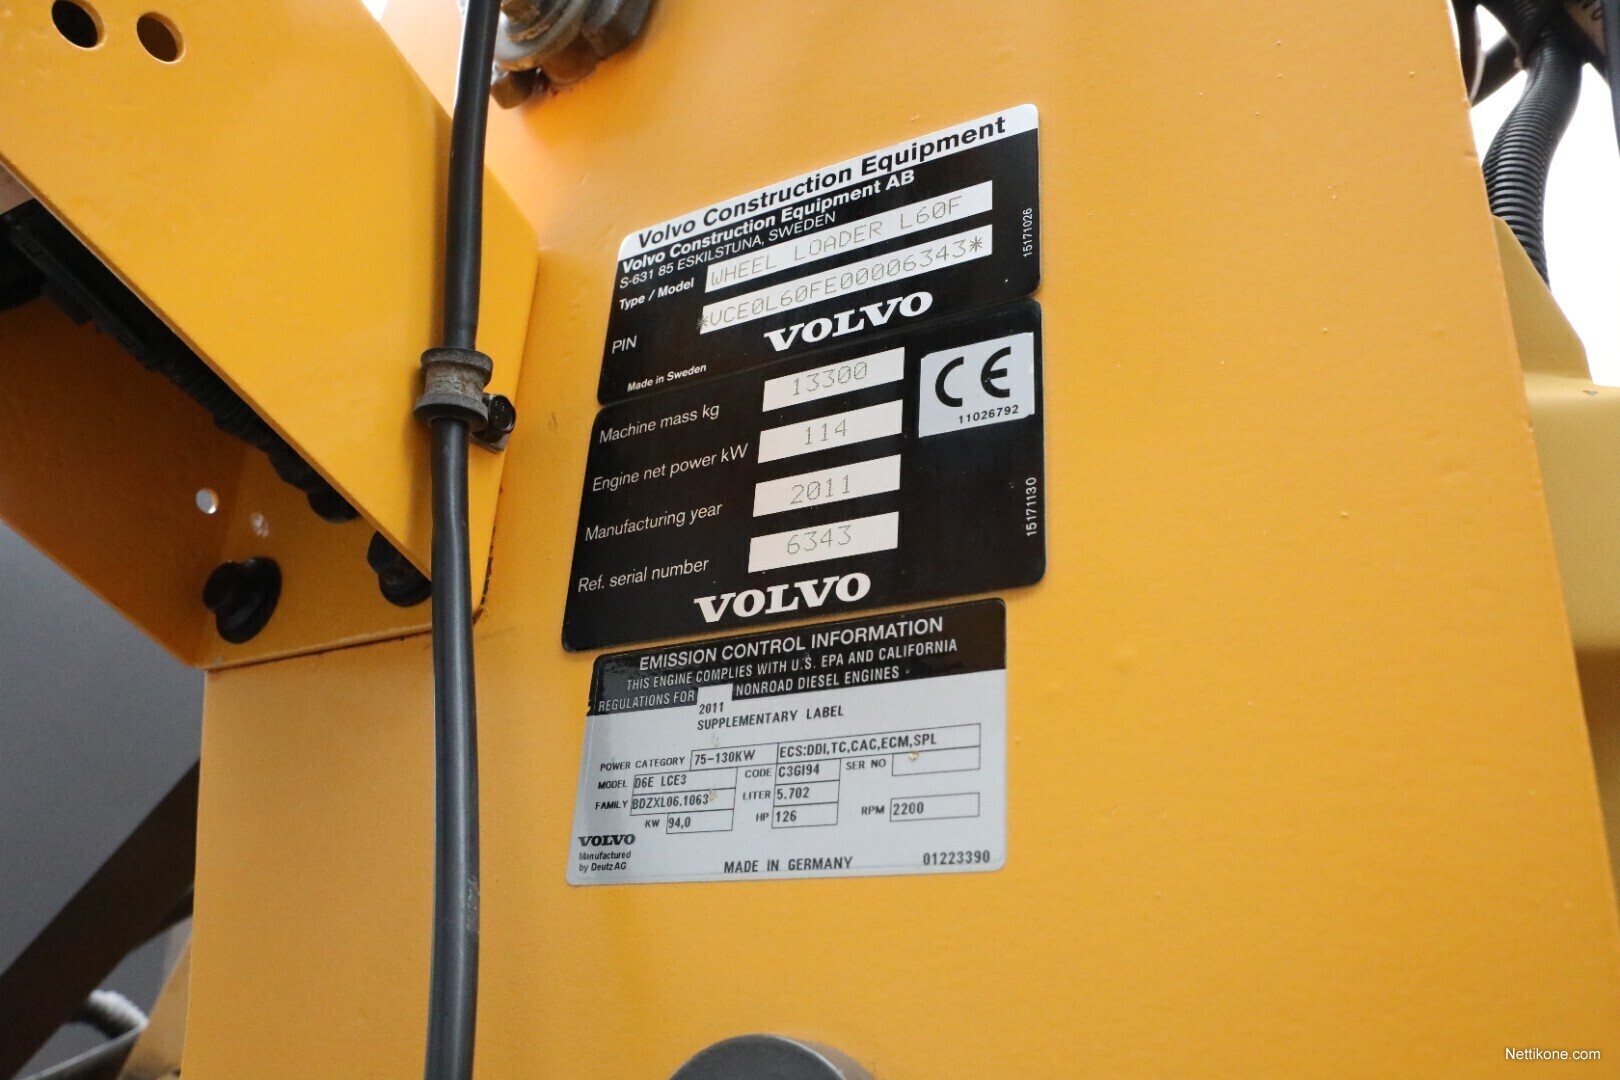 Volvo Construction Equipment
Volvo Construction Equipment AB
S-631 85 ESKILSTUNA, SWEDEN
Type / Model WHEEL LOADER L60F
PIN *VCE0L60FE00006343*
VOLVO
Made in Sweden
15171026
Machine mass kg 13300
Engine net power kW 114
Manufacturing year 2011
Ref. serial number 6343
VOLVO
CE
11026792
15171130
EMISSION CONTROL INFORMATION
THIS ENGINE COMPLIES WITH U.S. EPA AND CALIFORNIA
REGULATIONS FOR 2011 NONROAD DIESEL ENGINES.
SUPPLEMENTARY LABEL
POWER CATEGORY 75-130KW ECS:DDI,TC,CAC,ECM,SPL
MODEL D6E LCE3 CODE C3GI94 SER NO
FAMILY BDZXL06.1063 LITER 5.702
KW 94,0 HP 126 RPM 2200
VOLVO
Manufactured
by Deutz AG
MADE IN GERMANY 01223390
Nettikone.com